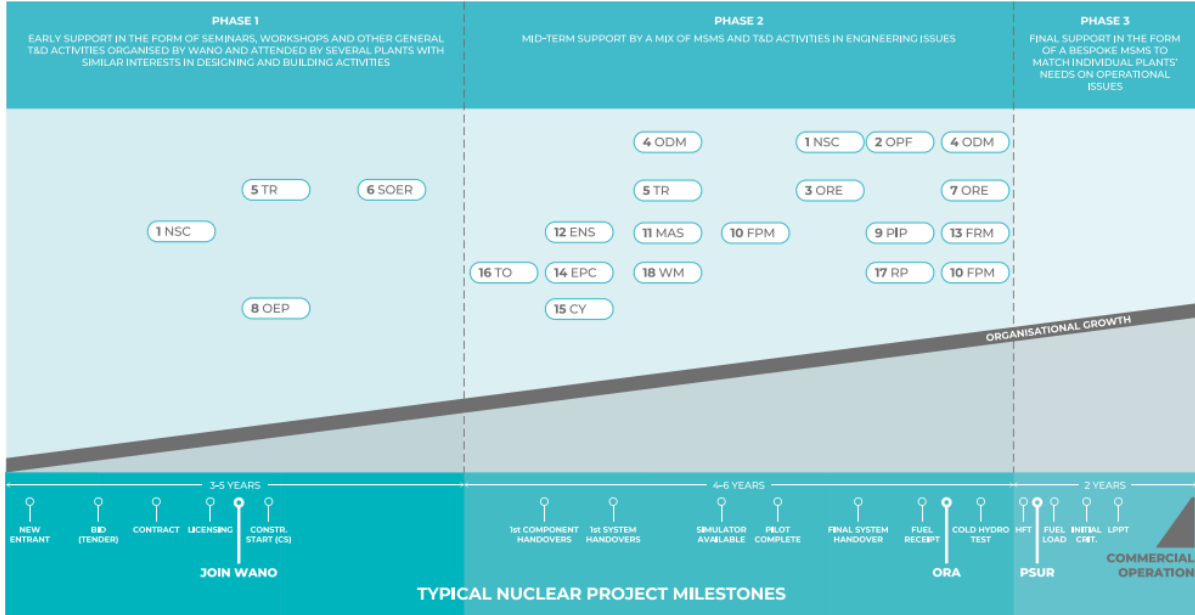 PHASE 1
EARLY SUPPORT IN THE FORM OF SEMINARS, WORKSHOPS AND OTHER GENERAL
T&D ACTIVITIES ORGANISED BY WANO AND ATTENDED BY SEVERAL PLANTS WITH
SIMILAR INTERESTS IN DESIGNING AND BUILDING ACTIVITIES
PHASE 2
MID-TERM SUPPORT BY A MIX OF MSMS AND T&D ACTIVITIES IN ENGINEERING ISSUES
PHASE 3
FINAL SUPPORT IN THE FORM
OF A BESPOKE MSMS TO
MATCH INDIVIDUAL PLANTS'
NEEDS ON OPERATIONAL
ISSUES
4 ODM
1 NSC
2 OPF
4 ODM
5 TR
6 SOER
5 TR
3 ORE
7 ORE
1 NSC
12 ENS
11 MAS
10 FPM
9 PIP
13 FRM
16 TO
14 EPC
18 WM
17 RP
10 FPM
8 OEP
15 CY
ORGANISATIONAL GROWTH
3-5 YEARS
4-6 YEARS
2 YEARS
NEW
ENTRANT
BID
(TENDER)
CONTRACT
LICENSING
CONSTR.
START (CS)
1st COMPONENT
HANDOVERS
1st SYSTEM
HANDOVERS
SIMULATOR
AVAILABLE
PILOT
COMPLETE
FINAL SYSTEM
HANDOVER
FUEL
RECEIPT
COLD HYDRO
TEST
HFT
FUEL
LOAD
INITIAL
CRIT.
LPPT
JOIN WANO
ORA
PSUR
COMMERCIAL
OPERATION
TYPICAL NUCLEAR PROJECT MILESTONES